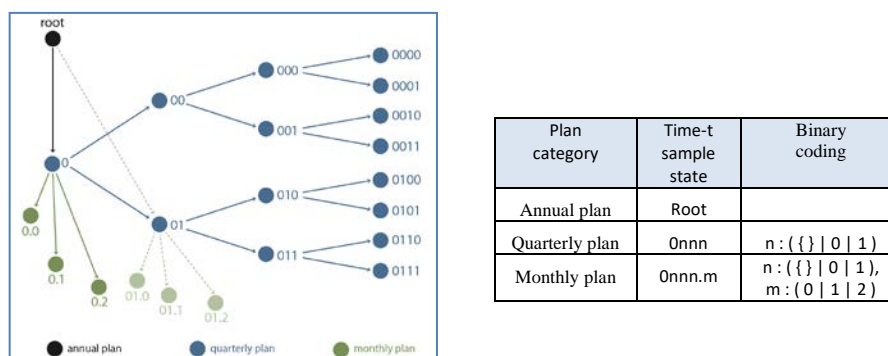 root
0
00
01
000
001
010
011
0000
0001
0010
0011
0100
0101
0110
0111
0.0
0.1
0.2
01.0
01.1
01.2
annual plan
quarterly plan
monthly plan
Plan category
Time-t sample state
Binary coding
Annual plan
Root
Quarterly plan
0nnn
n : ( { } | 0 | 1 )
Monthly plan
0nnn.m
n : ( { } | 0 | 1 ),
m : ( 0 | 1 | 2 )